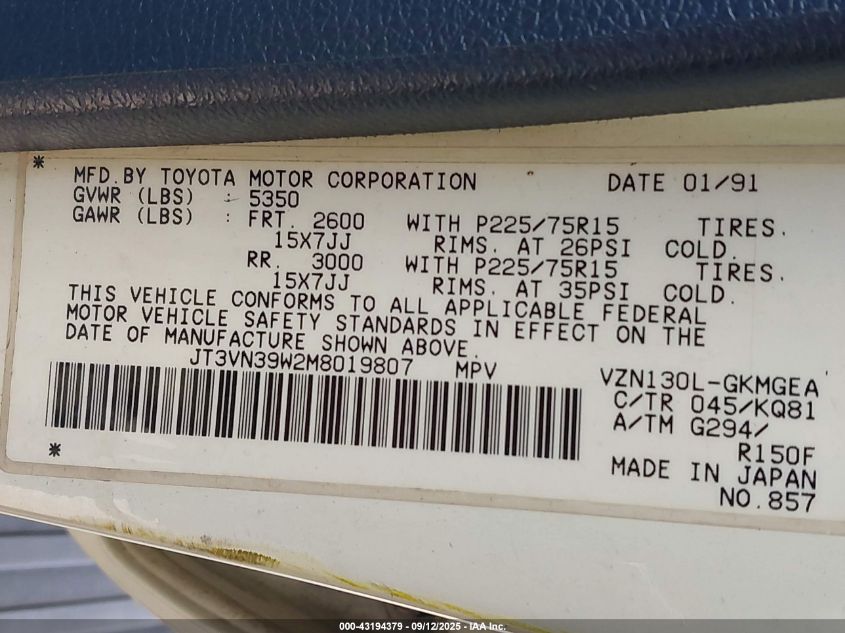 * MFD.BY TOYOTA MOTOR CORPORATION DATE 01/91
GVWR (LBS) : 5350
GAWR (LBS) : FRT. 2600 WITH P225/75R15 TIRES.
15X7JJ RIMS. AT 26PSI COLD.
RR. 3000 WITH P225/75R15 TIRES.
15X7JJ RIMS. AT 35PSI COLD.
THIS VEHICLE CONFORMS TO ALL APPLICABLE FEDERAL
MOTOR VEHICLE SAFETY STANDARDS IN EFFECT ON THE
DATE OF MANUFACTURE SHOWN ABOVE.
JT3VN39W2M8019807 MPV
VZN130L-GKMGEA
C/TR 045/KQ81
A/TM G294/
R150F
MADE IN JAPAN
* NO.857
000-43194379 - 09/12/2025 - IAA Inc.